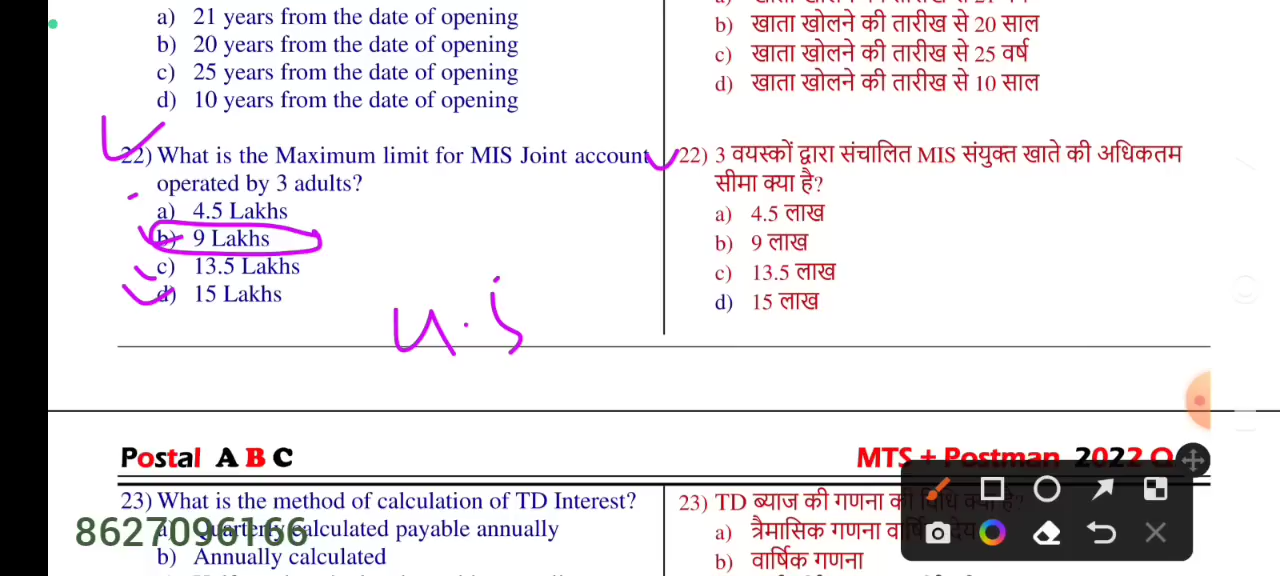 a) 21 years from the date of opening
b) 20 years from the date of opening
c) 25 years from the date of opening
d) 10 years from the date of opening
22) What is the Maximum limit for MIS Joint account
operated by 3 adults?
a) 4.5 Lakhs
b) 9 Lakhs
c) 13.5 Lakhs
d) 15 Lakhs
b) खाता खोलने की तारीख से 20 साल
c) खाता खोलने की तारीख से 25 वर्ष
d) खाता खोलने की तारीख से 10 साल
22) 3 वयस्कों द्वारा संचालित MIS संयुक्त खाते की अधिकतम
सीमा क्या है?
a) 4.5 लाख
b) 9 लाख
c) 13.5 लाख
d) 15 लाख
Postal A B C
MTS + Postman 2022 Q
23) What is the method of calculation of TD Interest?
a) Quarterly calculated payable annually
b) Annually calculated
23) TD ब्याज की गणना का विधि क्या है?
a) त्रैमासिक गणना वार्षिक देय
b) वार्षिक गणना
8627096166